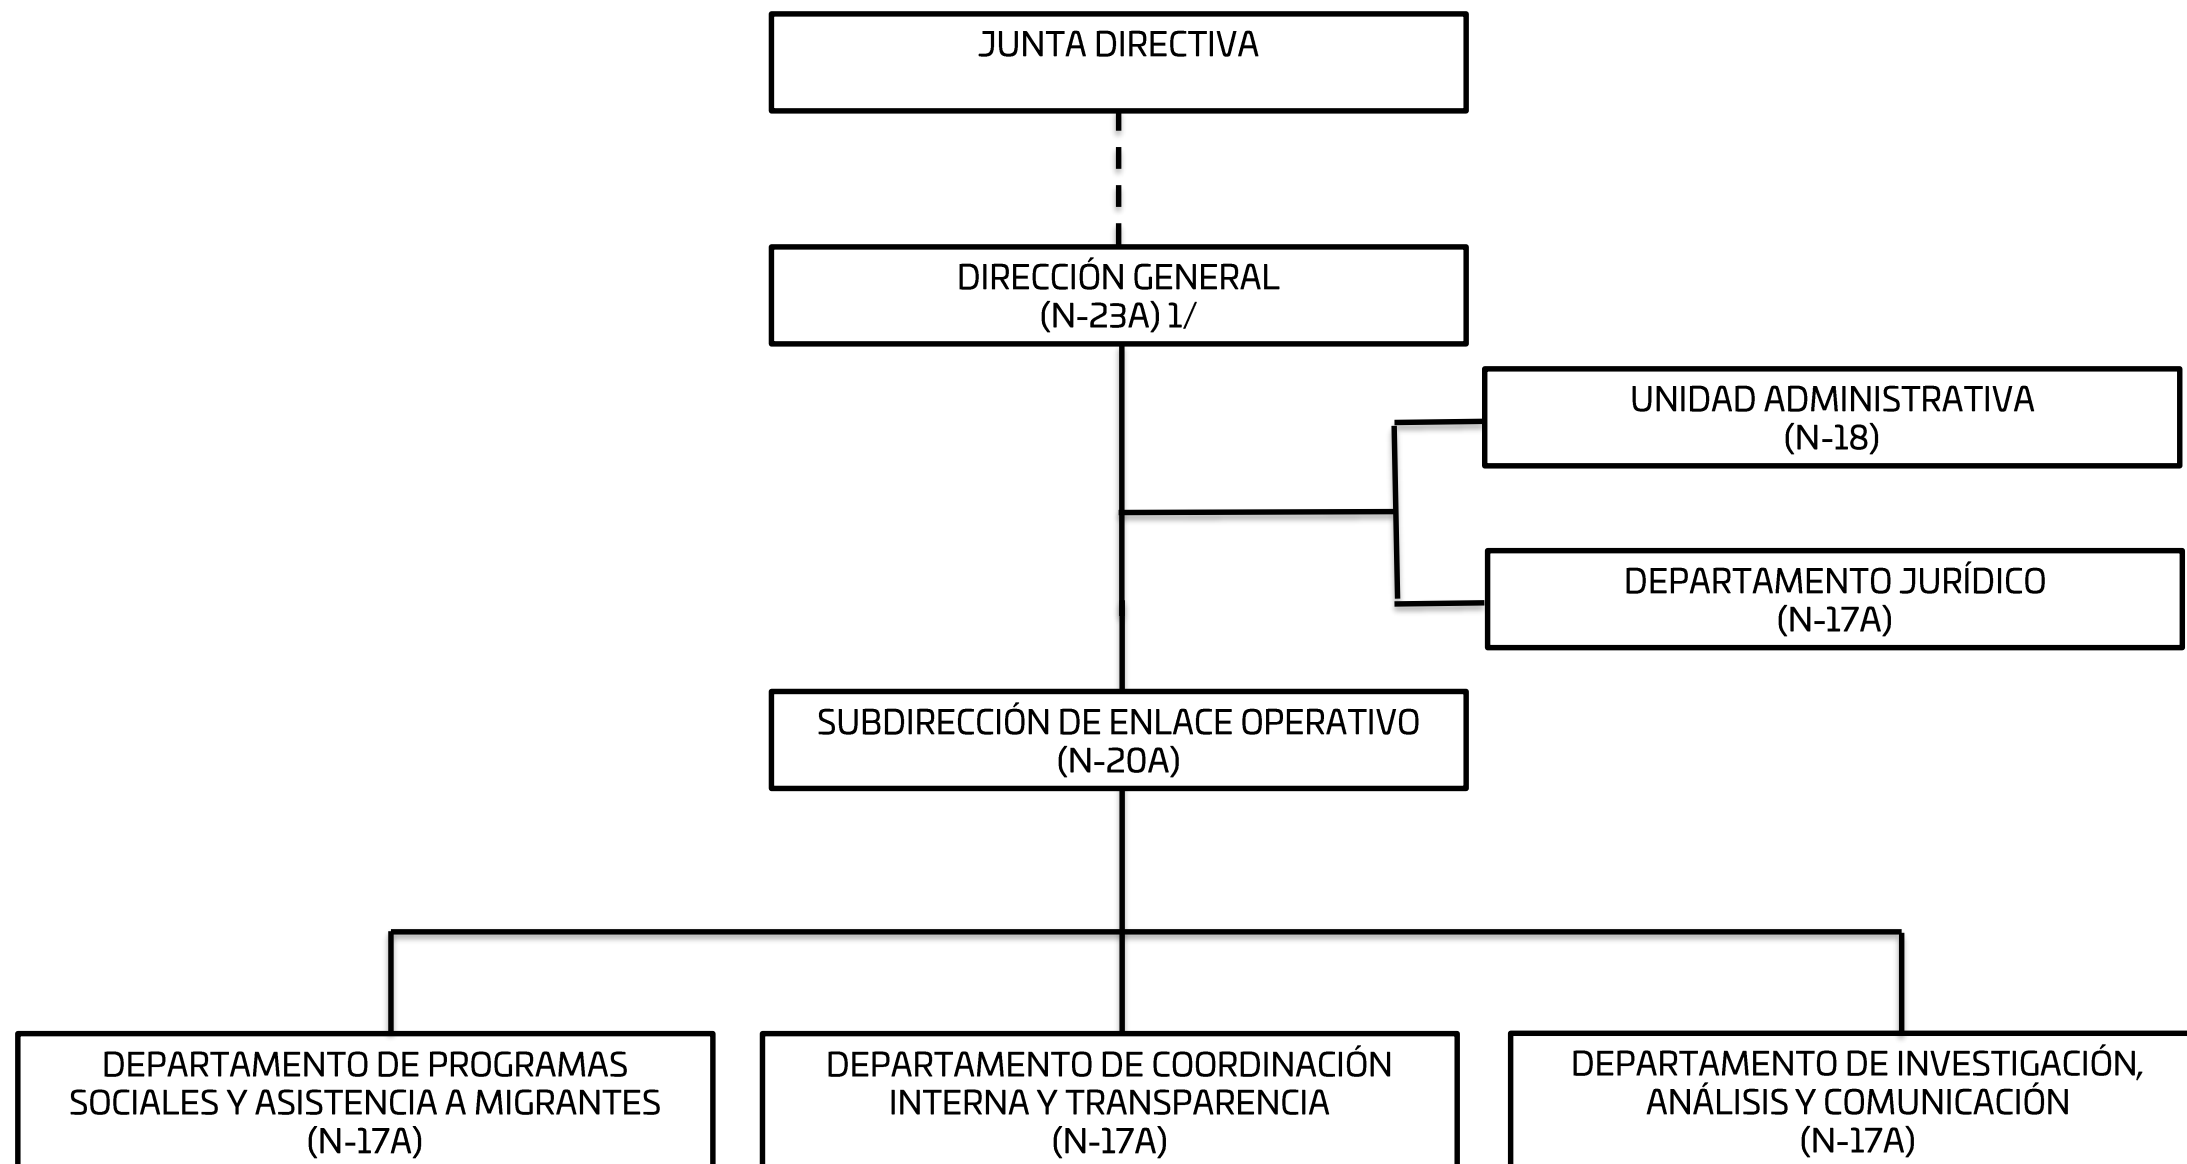 JUNTA DIRECTIVA
DIRECCIÓN GENERAL
(N-23A) 1/
UNIDAD ADMINISTRATIVA
(N-18)
DEPARTAMENTO JURÍDICO
(N-17A)
SUBDIRECCIÓN DE ENLACE OPERATIVO
(N-20A)
DEPARTAMENTO DE PROGRAMAS
SOCIALES Y ASISTENCIA A MIGRANTES
(N-17A)
DEPARTAMENTO DE COORDINACIÓN
INTERNA Y TRANSPARENCIA
(N-17A)
DEPARTAMENTO DE INVESTIGACIÓN,
ANÁLISIS Y COMUNICACIÓN
(N-17A)